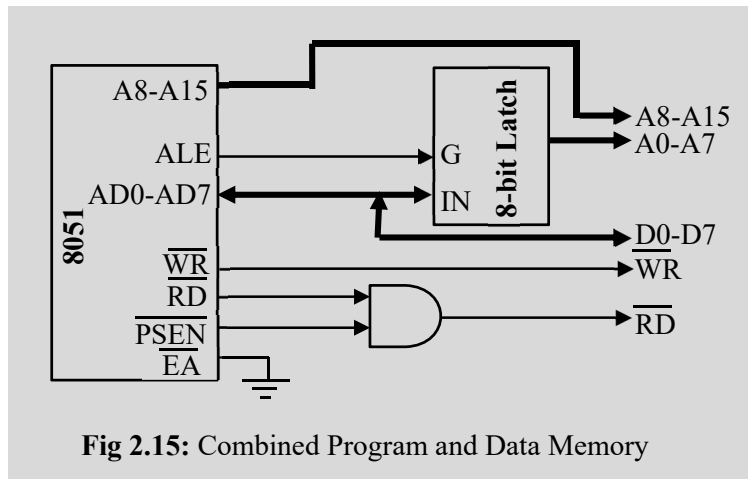 A8-A15
ALE
AD0-AD7
8051
WR
RD
PSEN
EA
G
IN
8-bit Latch
A8-A15
A0-A7
D0-D7
WR
RD
Fig 2.15: Combined Program and Data Memory